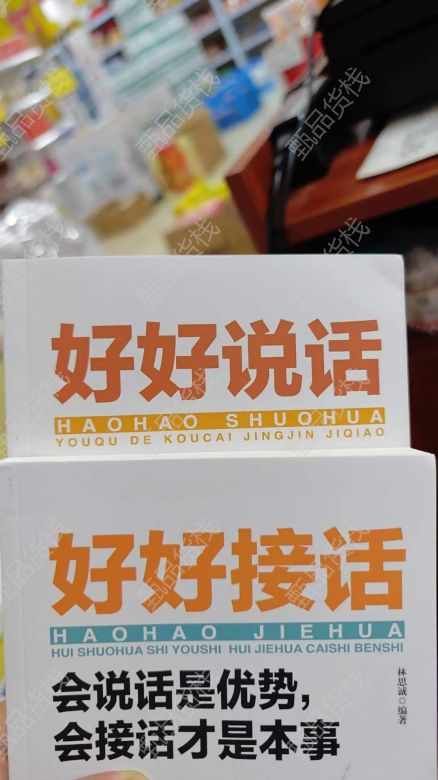 好好说话
HAOHAO SHUOHUA
YOUQU DE KOUCAI JINGJIN JIQIAO
好好接话
HAOHAO JIEHUA
HUI SHUOHUA SHI YOUSHI HUI JIEHUA CAISHI BENSHI
会说话是优势，
会接话才是本事
林思诚◎编著
甄品货栈